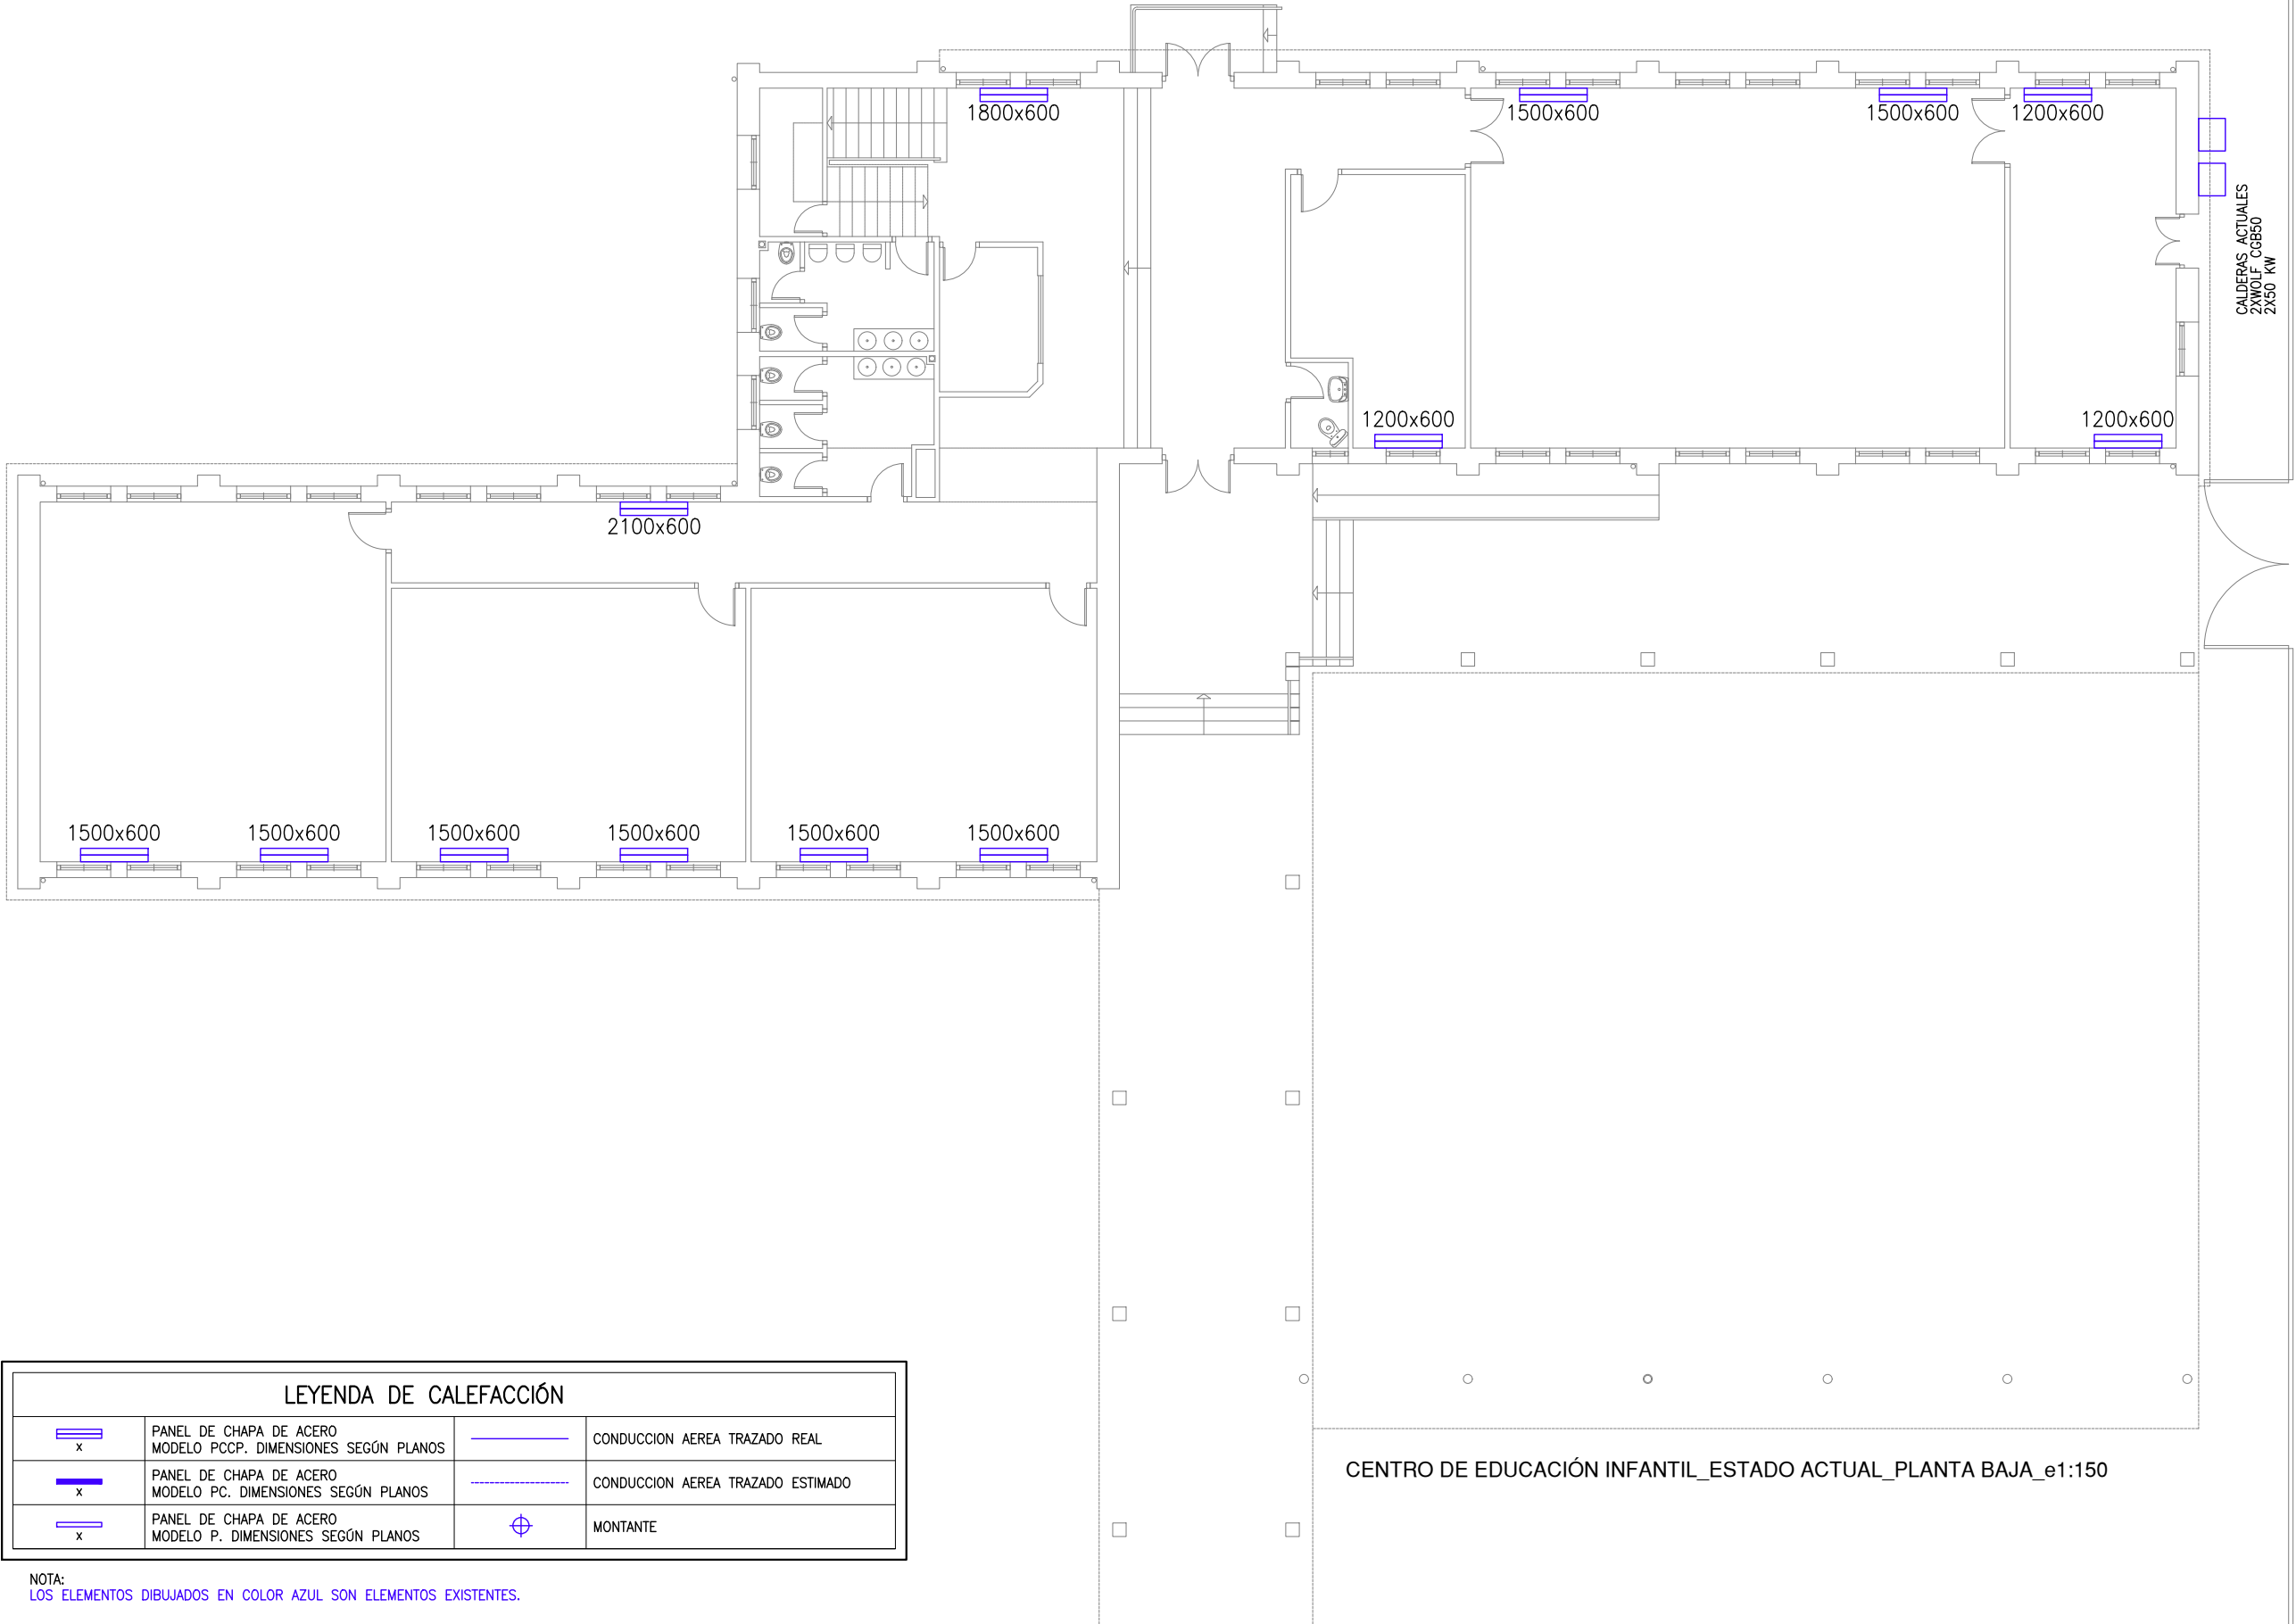 1800x600
1500x600
1500x600
1200x600
CALDERAS ACTUALES
2XWOLF CGB50
2X50 KW
1200x600
1200x600
2100x600
1500x600
1500x600
1500x600
1500x600
1500x600
1500x600
LEYENDA DE CALEFACCIÓN
x
PANEL DE CHAPA DE ACERO
MODELO PCCP. DIMENSIONES SEGÚN PLANOS
CONDUCCION AEREA TRAZADO REAL
x
PANEL DE CHAPA DE ACERO
MODELO PC. DIMENSIONES SEGÚN PLANOS
CONDUCCION AEREA TRAZADO ESTIMADO
x
PANEL DE CHAPA DE ACERO
MODELO P. DIMENSIONES SEGÚN PLANOS
MONTANTE
CENTRO DE EDUCACIÓN INFANTIL_ESTADO ACTUAL_PLANTA BAJA_e1:150
NOTA:
LOS ELEMENTOS DIBUJADOS EN COLOR AZUL SON ELEMENTOS EXISTENTES.